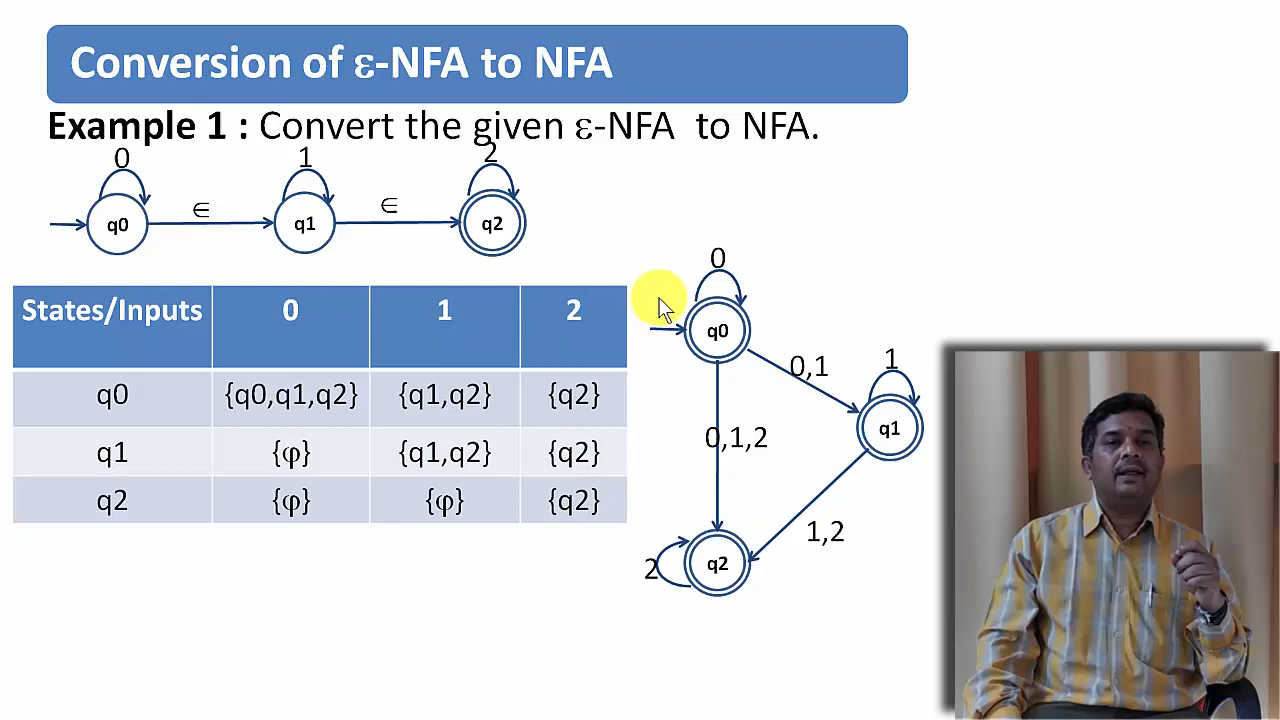 Conversion of ε-NFA to NFA
Example 1 : Convert the given ε-NFA to NFA.
0 1 2
∈ ∈
q0 q1 q2
States/Inputs 0 1 2
q0 {q0,q1,q2} {q1,q2} {q2}
q1 {φ} {q1,q2} {q2}
q2 {φ} {φ} {q2}
0
q0
0,1 1
q1
0,1,2
1,2
q2
2